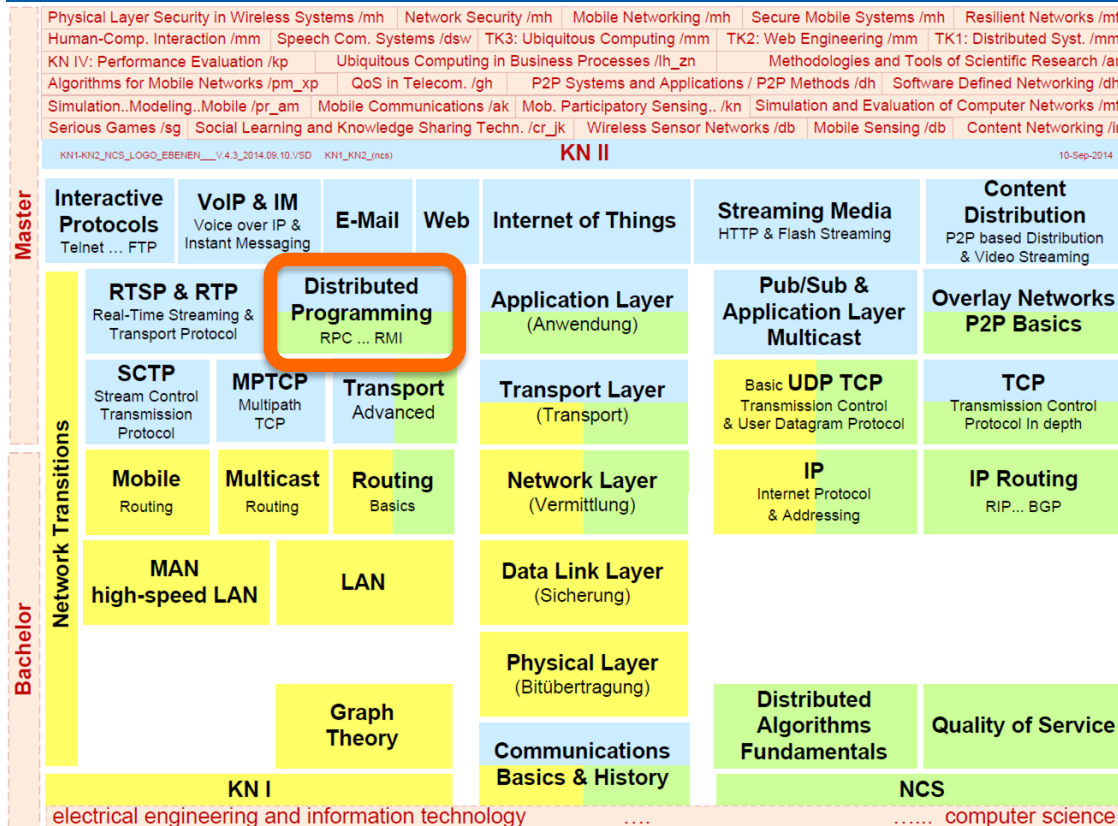 Physical Layer Security in Wireless Systems /mh Network Security /mh Mobile Networking /mh Secure Mobile Systems /mh Resilient Networks
Human-Comp. Interaction /mm Speech Com. Systems /dsw TK3: Ubiquitous Computing /mm TK2: Web Engineering /mm TK1: Distributed Syst. /mm
KN IV: Performance Evaluation /kp Ubiquitous Computing in Business Processes /lh_zn Methodologies and Tools of Scientific Research
Algorithms for Mobile Networks /pm_xp QoS in Telecom. /gh P2P Systems and Applications / P2P Methods /dh Software Defined Networking
Simulation..Modeling..Mobile /pr_am Mobile Communications /ak Mob. Participatory Sensing.. /kn Simulation and Evaluation of Computer Networks
Serious Games /sg Social Learning and Knowledge Sharing Techn. /cr_jk Wireless Sensor Networks /db Mobile Sensing /db Content Networking
KN1-KN2_NCS_LOGO_EBENEN___V.4.3_2014.09.10.VSD KN1_KN2_(ncs) KN II 10-Sep-2014
Master
Interactive Protocols
Telnet ... FTP
VoIP & IM
Voice over IP &
Instant Messaging
E-Mail
Web
Internet of Things
Streaming Media
HTTP & Flash Streaming
Content
Distribution
P2P based Distribution
& Video Streaming
Network Transitions
RTSP & RTP
Real-Time Streaming &
Transport Protocol
Distributed
Programming
RPC ... RMI
Application Layer
(Anwendung)
Pub/Sub &
Application Layer
Multicast
Overlay Networks
P2P Basics
SCTP
Stream Control
Transmission
Protocol
MPTCP
Multipath
TCP
Transport
Advanced
Transport Layer
(Transport)
Basic UDP TCP
Transmission Control
& User Datagram Protocol
TCP
Transmission Control
Protocol In depth
Bachelor
Mobile
Routing
Multicast
Routing
Routing
Basics
Network Layer
(Vermittlung)
IP
Internet Protocol
& Addressing
IP Routing
RIP... BGP
MAN
high-speed LAN
LAN
Data Link Layer
(Sicherung)
Physical Layer
(Bitübertragung)
Graph
Theory
Communications
Basics & History
Distributed
Algorithms
Fundamentals
Quality of Service
KN I
NCS
electrical engineering and information technology .... ...... computer science